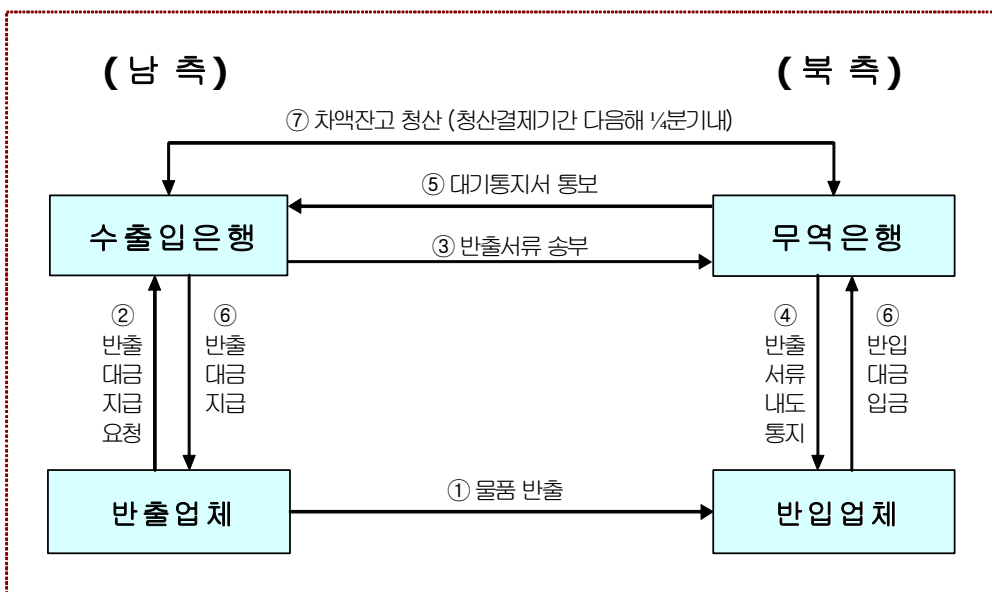 (남 측)
(북 측)
⑦ 차액잔고 청산 (청산결제기간 다음해 ¼분기내)
⑤ 대기통지서 통보
수출입은행
무역은행
③ 반출서류 송부
②
반출
대금
지급
요청
⑥
반출
대금
지급
④
반출
서류
내도
통지
⑥
반입
대금
입금
① 물품 반출
반출업체
반입업체